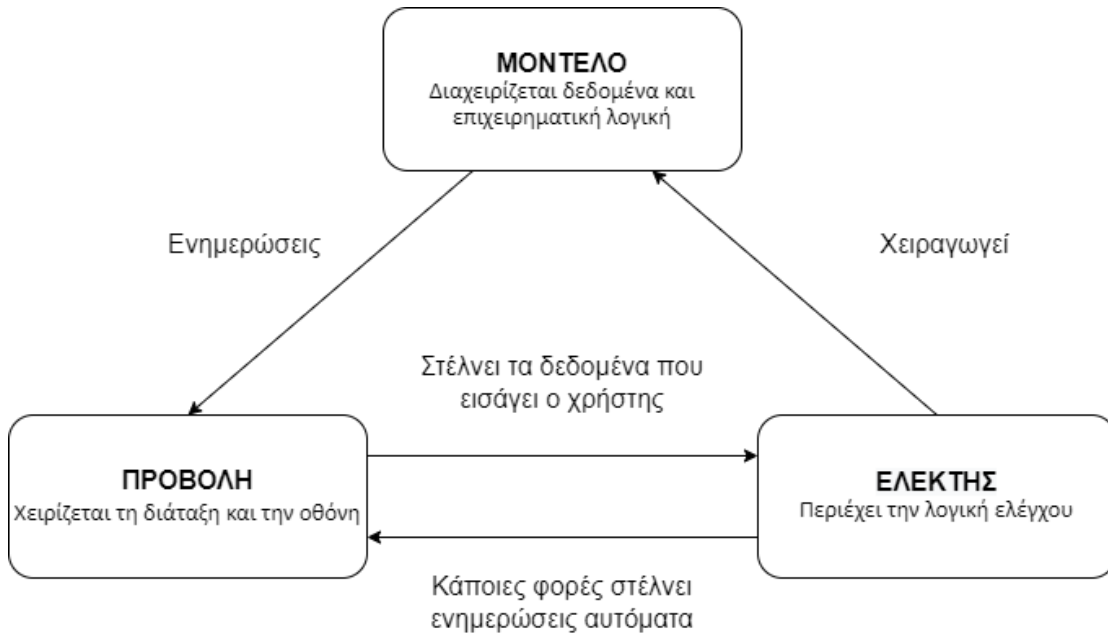 ΜΟΝΤΕΛΟ
Διαχειρίζεται δεδομένα και
επιχειρηματική λογική
Ενημερώσεις
Χειραγωγεί
Στέλνει τα δεδομένα που
εισάγει ο χρήστης
ΠΡΟΒΟΛΗ
Χειρίζεται τη διάταξη και την οθόνη
ΕΛΕΚΤΗΣ
Περιέχει την λογική ελέγχου
Κάποιες φορές στέλνει
ενημερώσεις αυτόματα